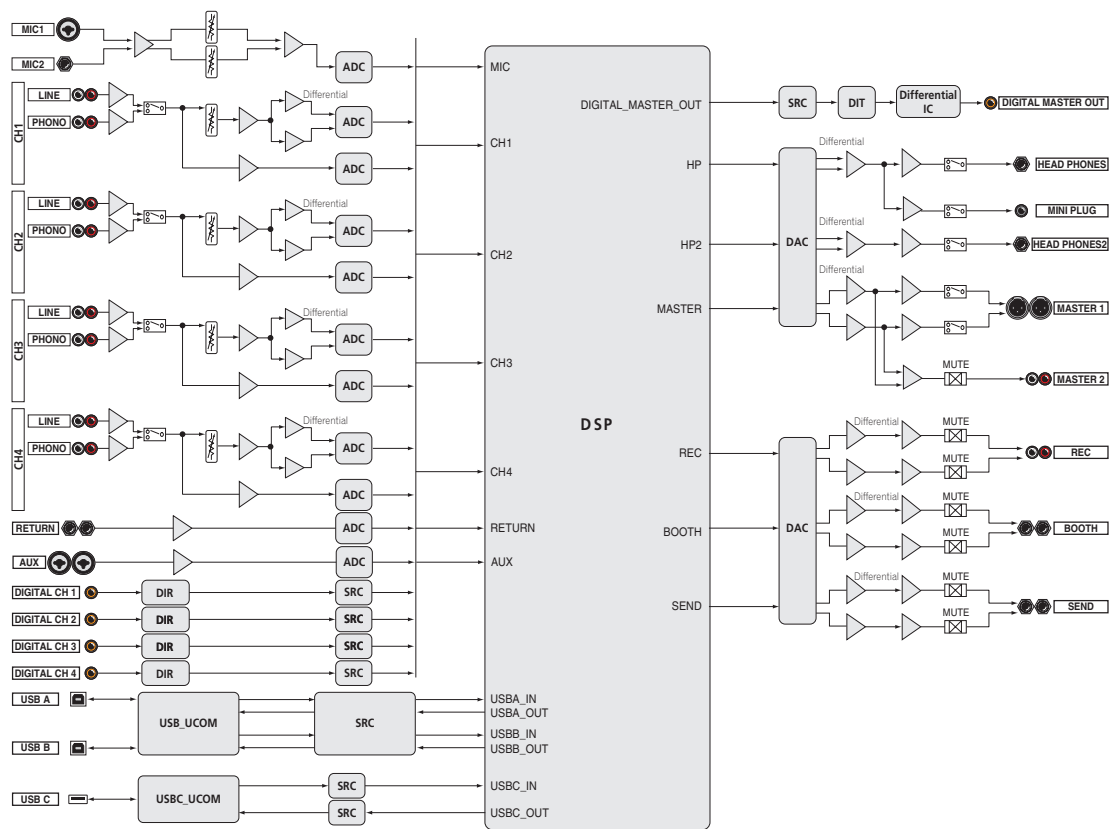 MIC1
MIC2
ADC
MIC
CH1
LINE
PHONO
Differential
ADC
ADC
CH1
CH2
LINE
PHONO
Differential
ADC
ADC
CH2
CH3
LINE
PHONO
Differential
ADC
ADC
CH3
CH4
LINE
PHONO
Differential
ADC
ADC
CH4
RETURN
ADC
RETURN
AUX
ADC
AUX
DIGITAL CH 1
DIR
SRC
DIGITAL CH 2
DIR
SRC
DIGITAL CH 3
DIR
SRC
DIGITAL CH 4
DIR
SRC
USB A
USB B
USB_UCOM
SRC
USBA_IN
USBA_OUT
USBB_IN
USBB_OUT
USB C
USBC_UCOM
SRC
SRC
USBC_IN
USBC_OUT
DSP
DIGITAL_MASTER_OUT
SRC
DIT
Differential
IC
DIGITAL MASTER OUT
HP
HP2
MASTER
DAC
Differential
HEAD PHONES
MINI PLUG
Differential
HEAD PHONES2
Differential
MASTER 1
MUTE
MASTER 2
REC
BOOTH
SEND
DAC
Differential
MUTE
MUTE
REC
Differential
MUTE
MUTE
BOOTH
Differential
MUTE
MUTE
SEND